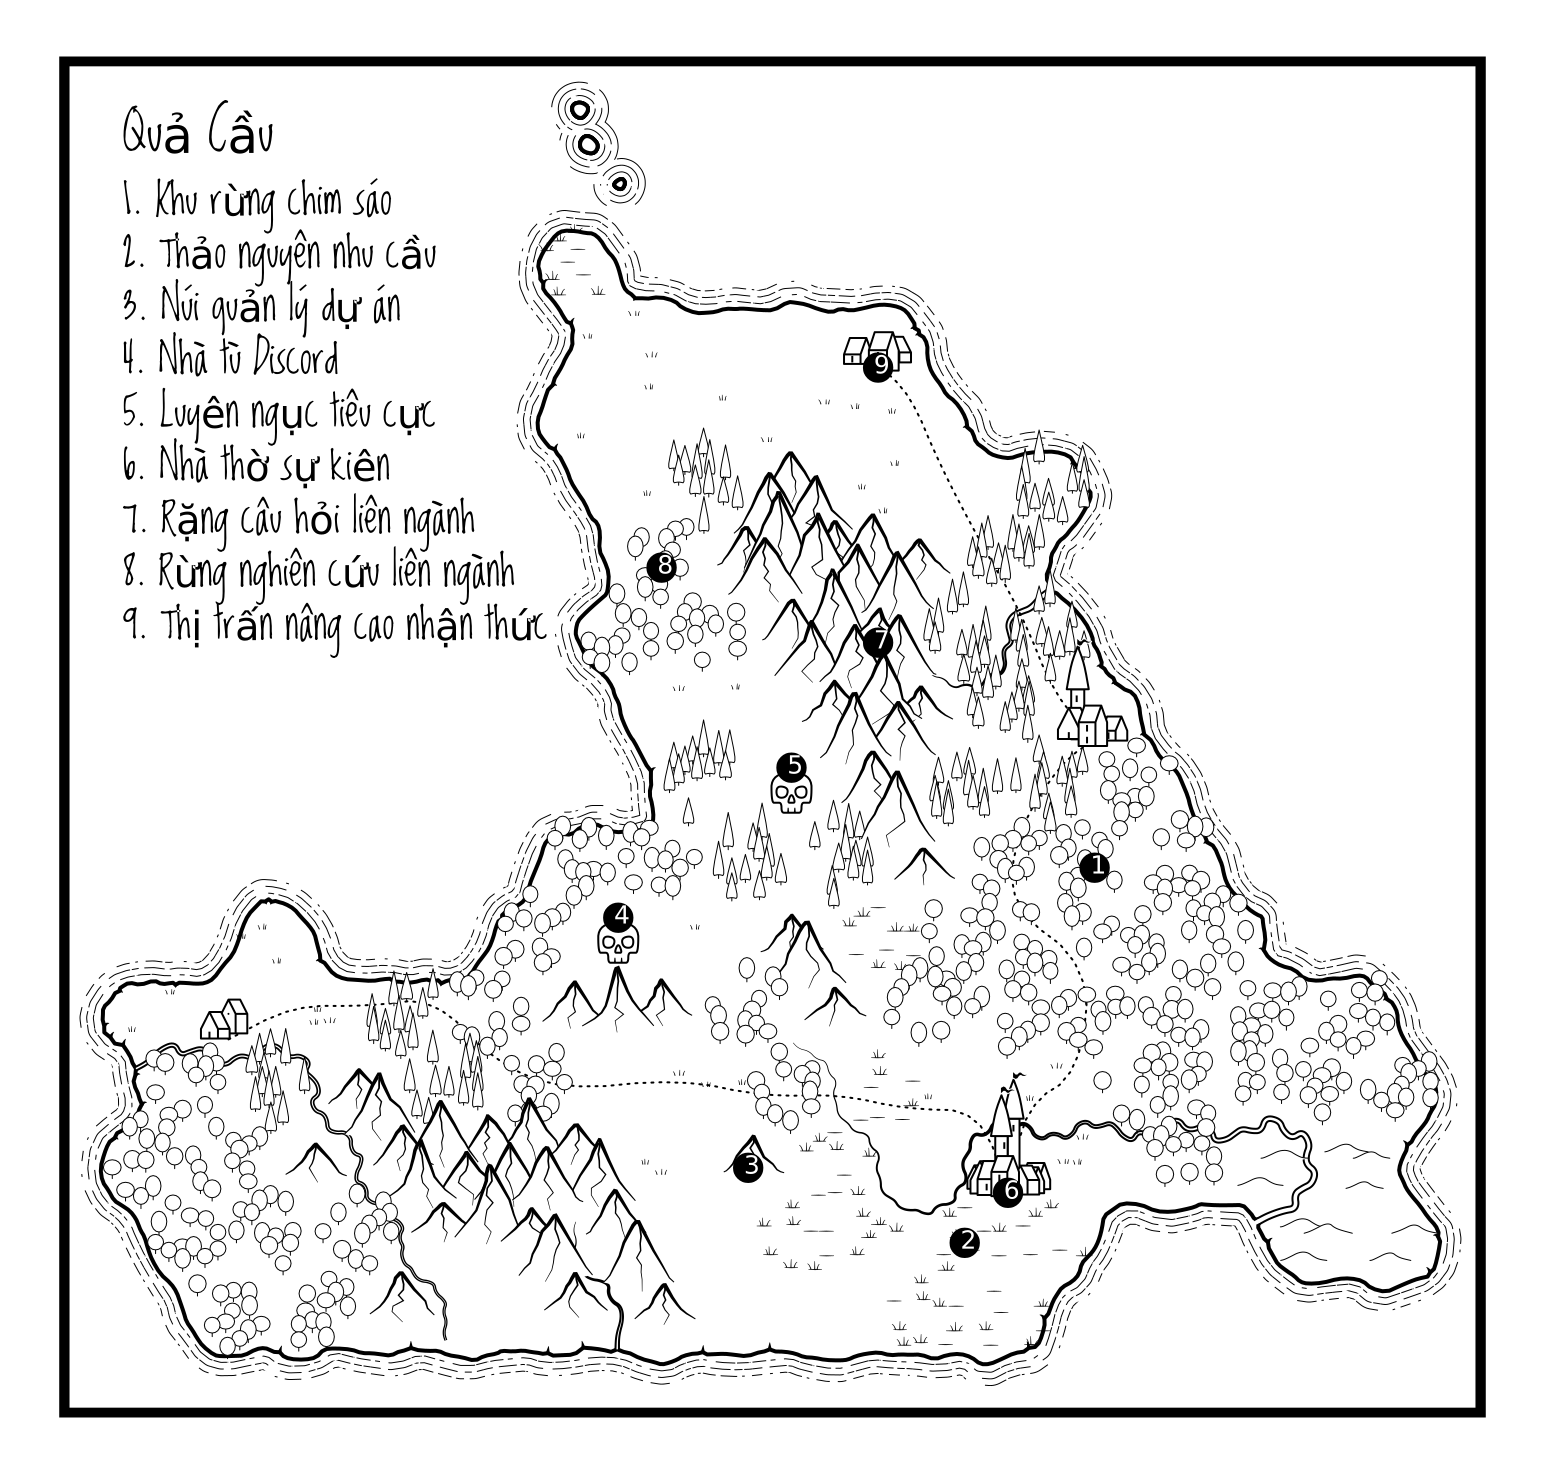 Quả Cầu
1. Khu rừng chim sáo
2. Thảo nguyên nhu cầu
3. Núi quản lý dự án
4. Nhà tù Discord
5. Luyên ngục tiêu cực
6. Nhà thờ sự kiên
7. Rặng câu hỏi liên ngành
8. Rừng nghiên cứu liên ngành
9. Thị trấn nâng cao nhận thức
9
8
7
5
1
4
3
6
2